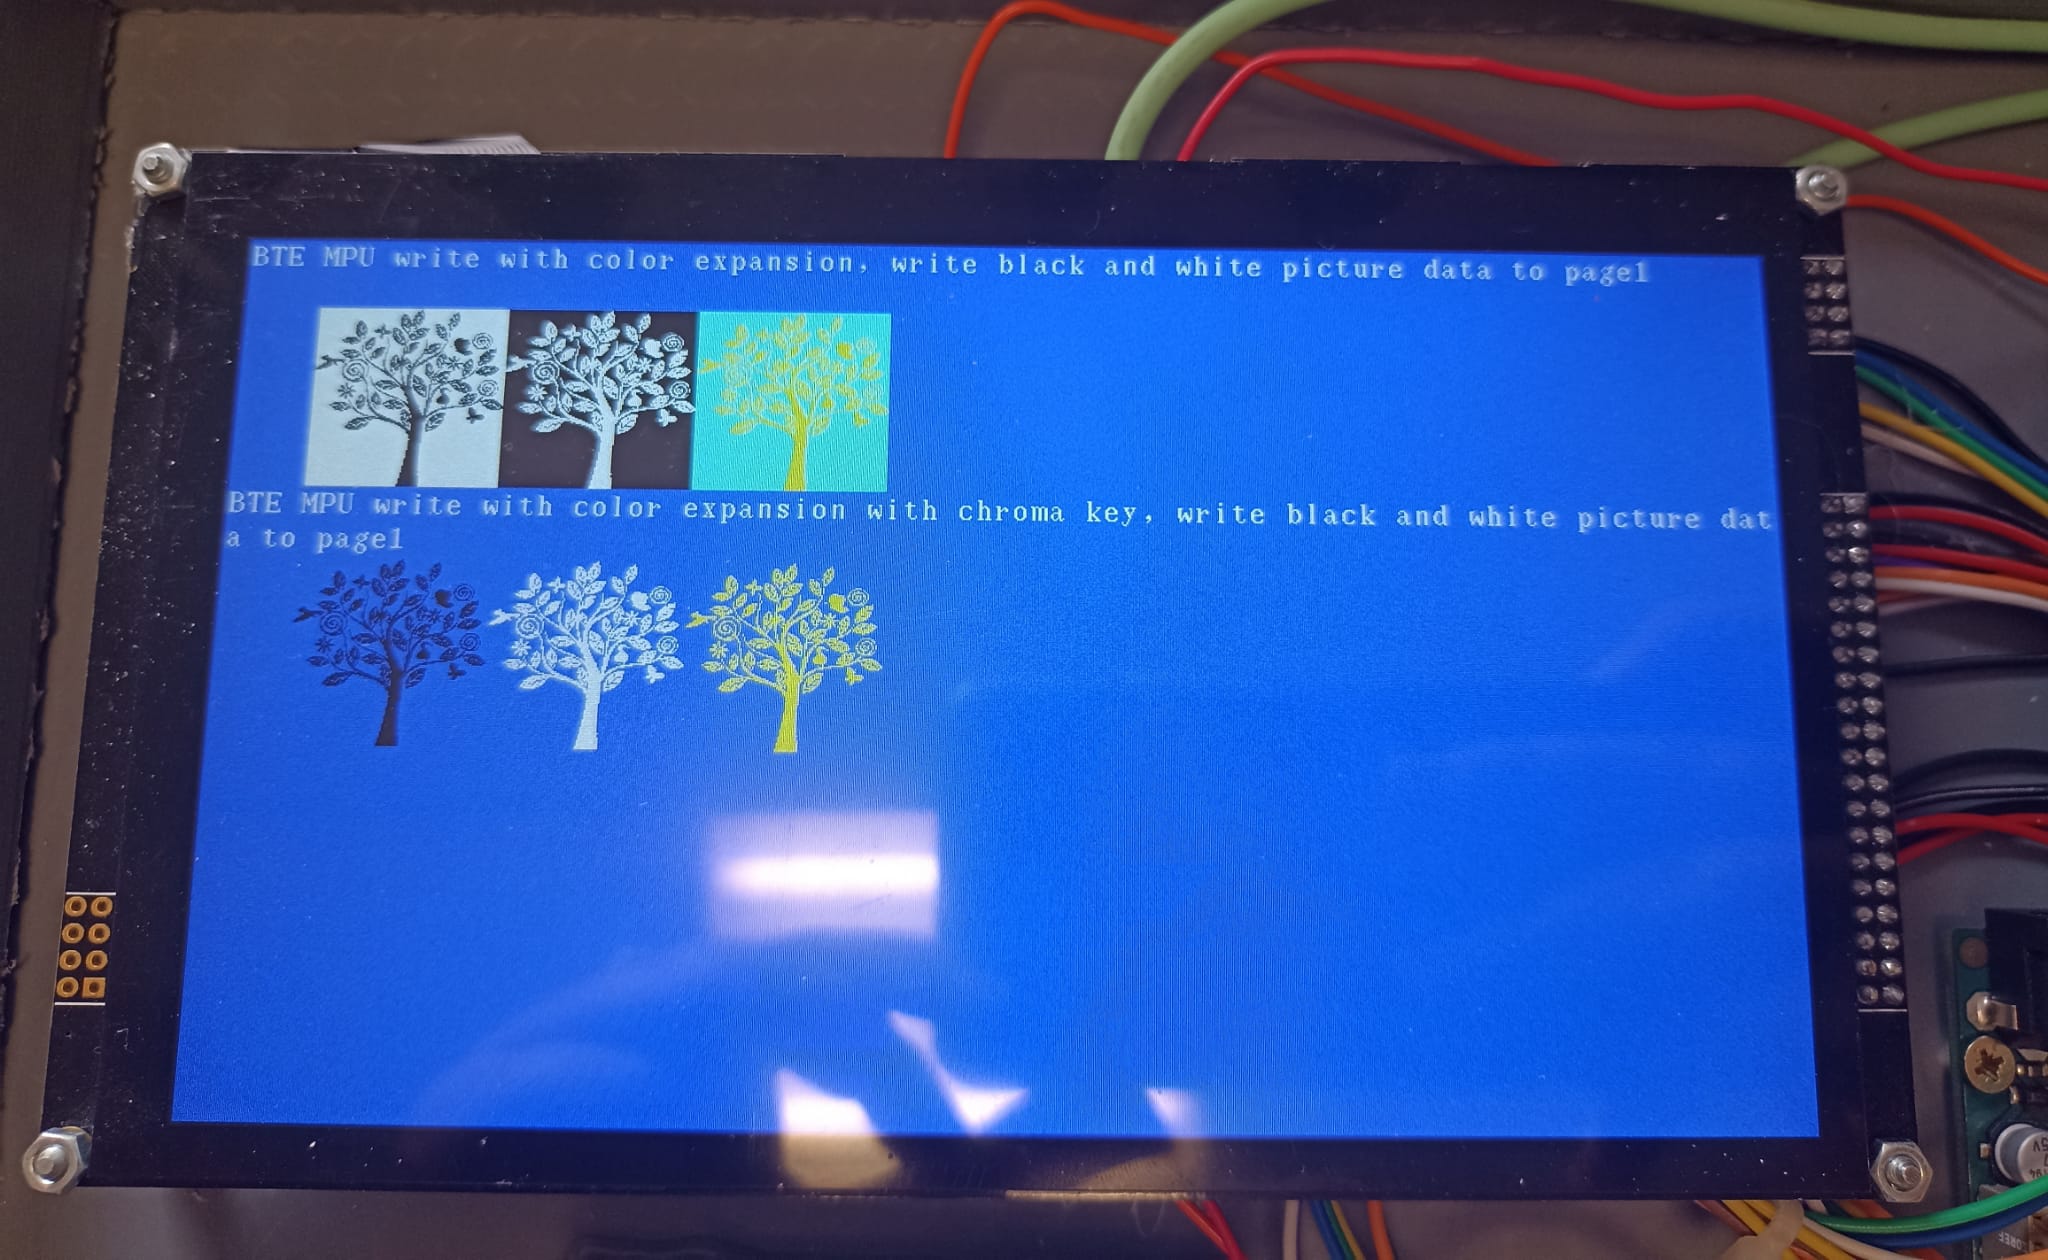 BTE MPU write with color expansion, write black and white picture data to page1
BTE MPU write with color expansion with chroma key, write black and white picture dat
a to page1